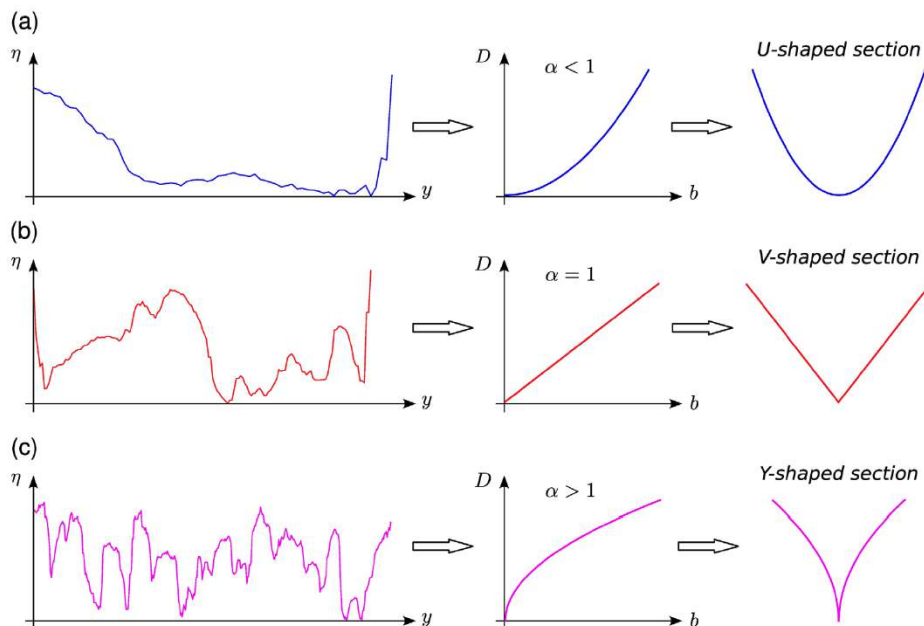 (a)
η
y
D
α < 1
b
U-shaped section
(b)
η
y
D
α = 1
b
V-shaped section
(c)
η
y
D
α > 1
b
Y-shaped section